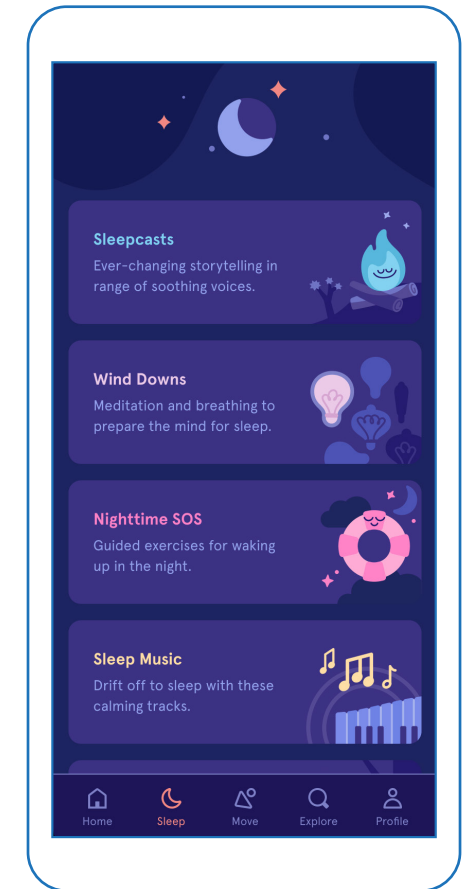 Sleepcasts
Ever-changing storytelling in
range of soothing voices.
Wind Downs
Meditation and breathing to
prepare the mind for sleep.
Nighttime SOS
Guided exercises for waking
up in the night.
Sleep Music
Drift off to sleep with these
calming tracks.
Home Sleep Move Explore Profile